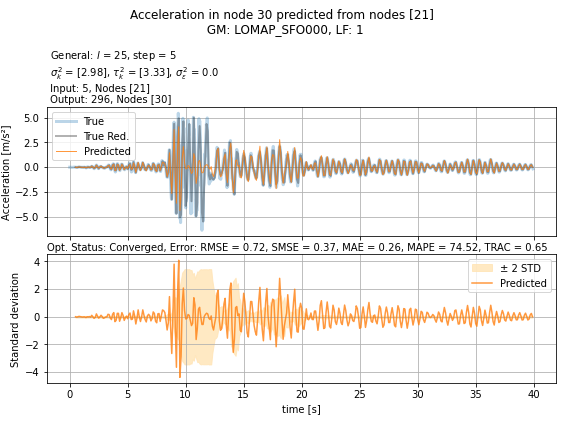 Acceleration in node 30 predicted from nodes [21]
GM: LOMAP_SFO000, LF: 1
General: l = 25, step = 5
σ²ₖ = [2.98], τ²ₖ = [3.33], σ²ₑ = 0.0
Input: 5, Nodes [21]
Output: 296, Nodes [30]
Acceleration [m/s²]
5.0
2.5
0.0
−2.5
−5.0
True
True Red.
Predicted
Opt. Status: Converged, Error: RMSE = 0.72, SMSE = 0.37, MAE = 0.26, MAPE = 74.52, TRAC = 0.65
Standard deviation
4
2
0
−2
−4
± 2 STD
Predicted
0 5 10 15 20 25 30 35 40
time [s]